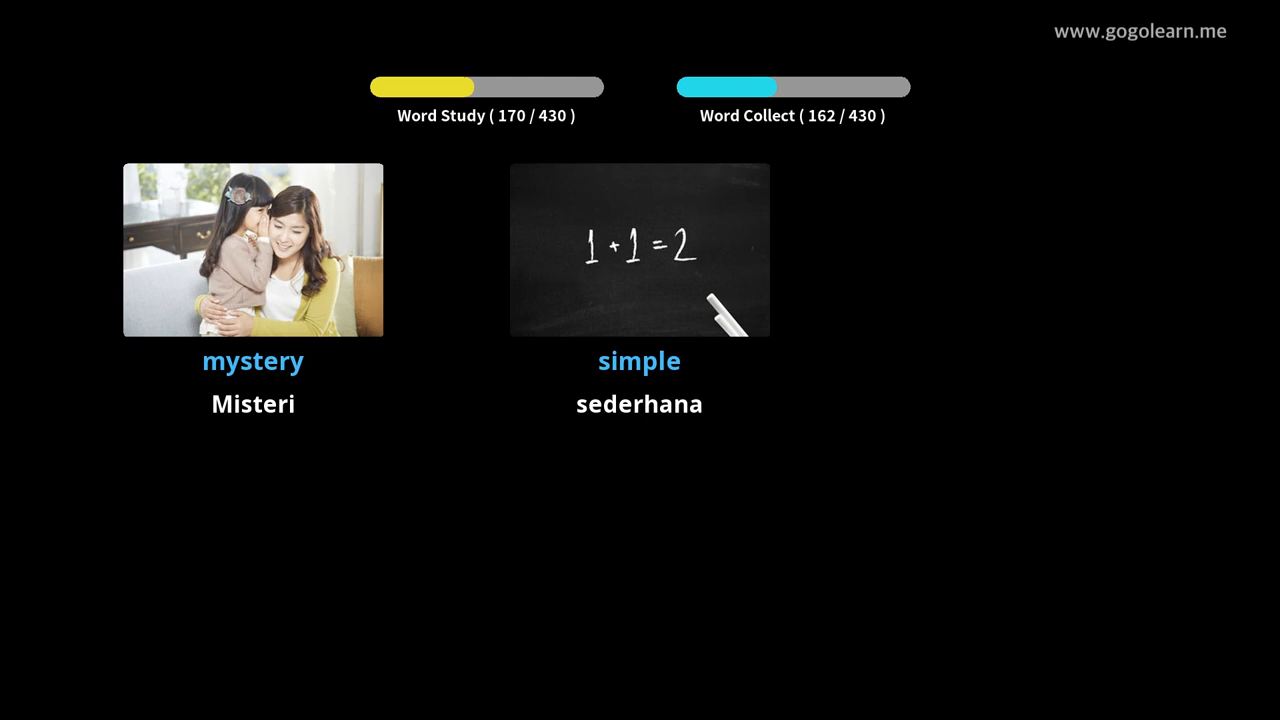 www.gogolearn.me
Word Study ( 170 / 430 )
Word Collect ( 162 / 430 )
1 + 1 = 2
mystery
simple
Misteri
sederhana